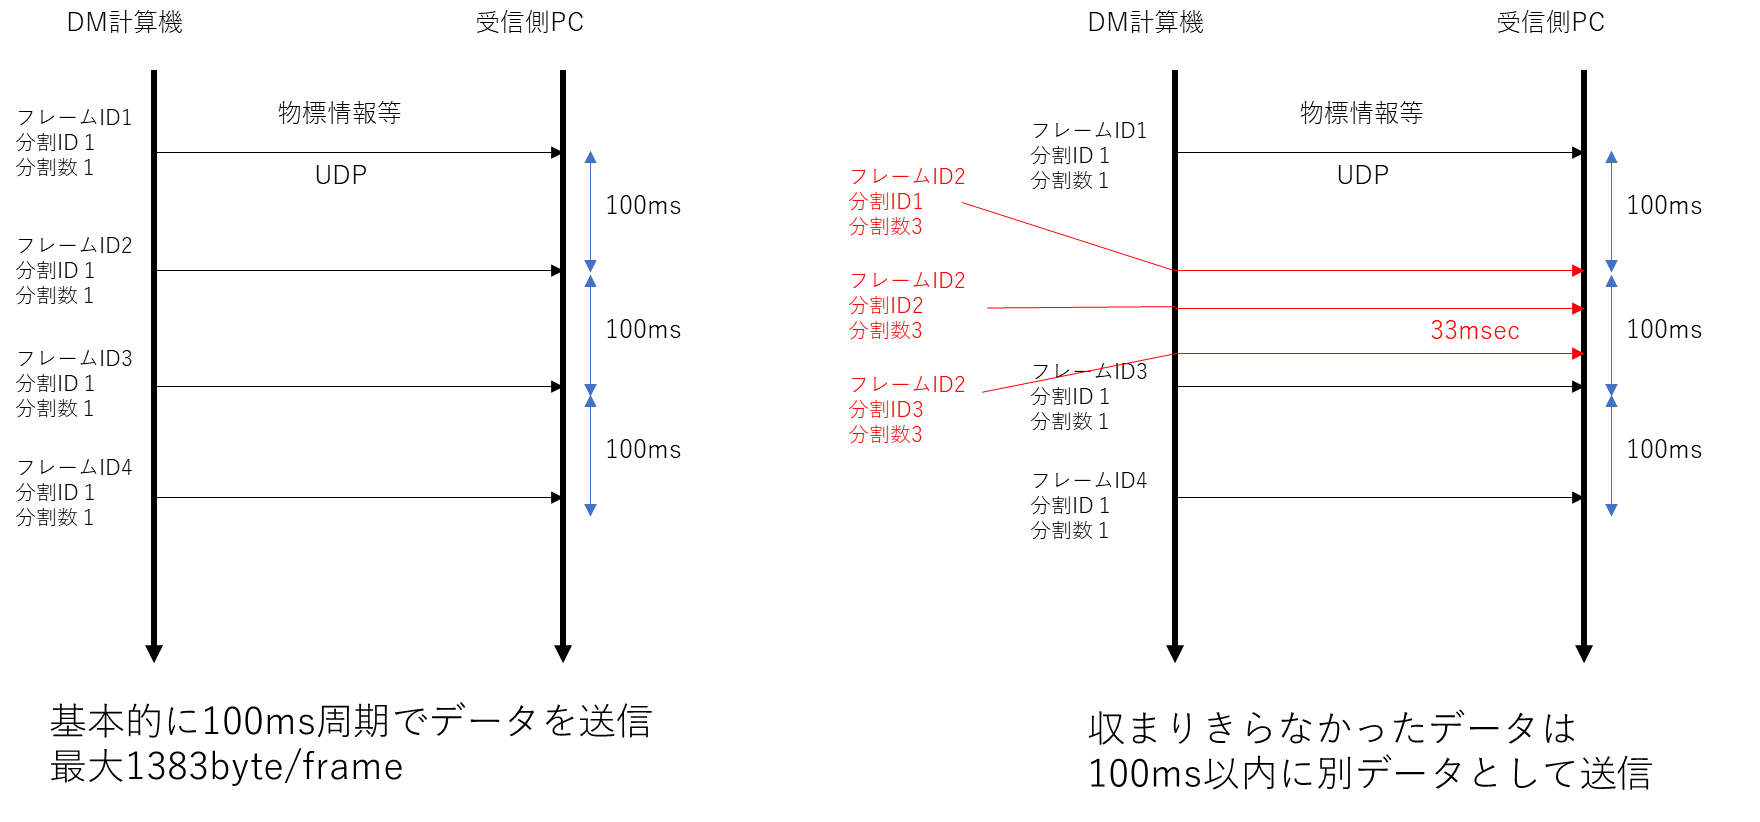 DM計算機
受信側PC
物標情報等
フレームID1
分割ID 1
分割数 1
UDP
100ms
フレームID2
分割ID 1
分割数 1
100ms
フレームID3
分割ID 1
分割数 1
100ms
フレームID4
分割ID 1
分割数 1
基本的に100ms周期でデータを送信
最大1383byte/frame
DM計算機
受信側PC
物標情報等
フレームID1
分割ID 1
分割数 1
UDP
100ms
フレームID2
分割ID1
分割数3
フレームID2
分割ID2
分割数3
33msec
100ms
フレームID2
分割ID3
分割数3
フレームID3
分割ID 1
分割数 1
100ms
フレームID4
分割ID 1
分割数 1
収まりきらなかったデータは
100ms以内に別データとして送信